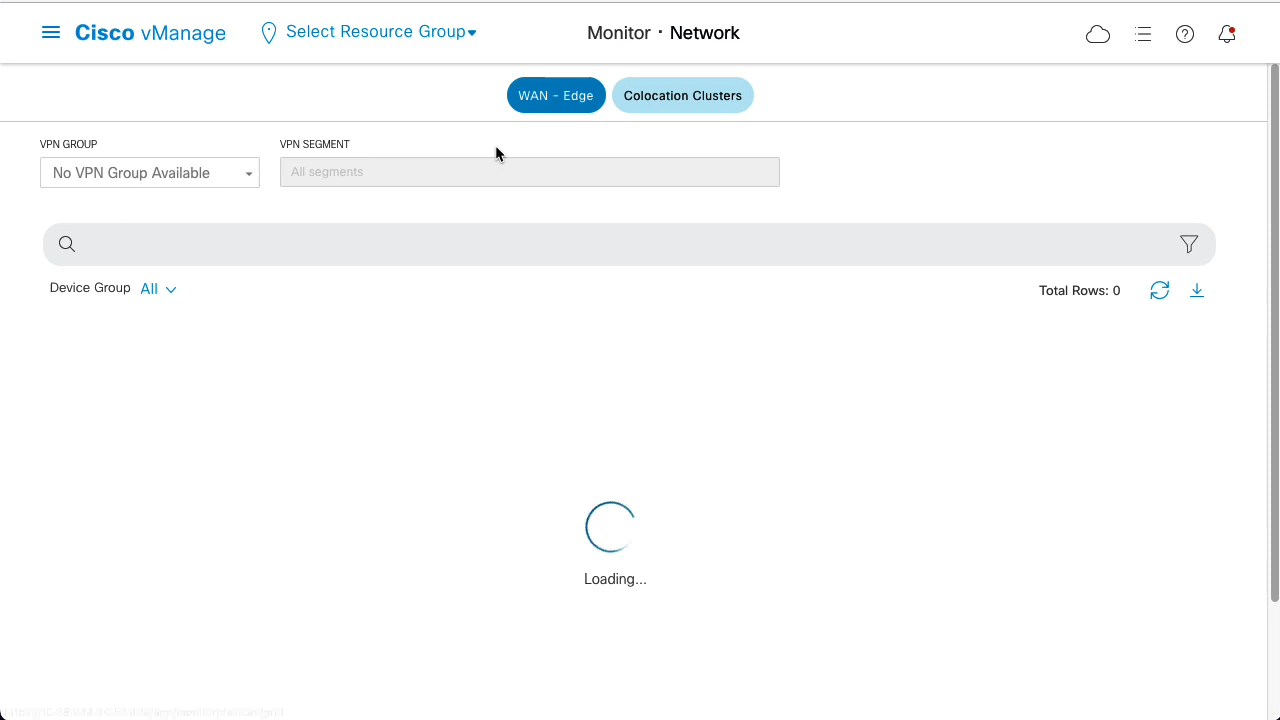 Cisco vManage
Select Resource Group
Monitor · Network
WAN - Edge
Colocation Clusters
VPN GROUP
VPN SEGMENT
No VPN Group Available
All segments
Device Group All
Total Rows: 0
Loading...